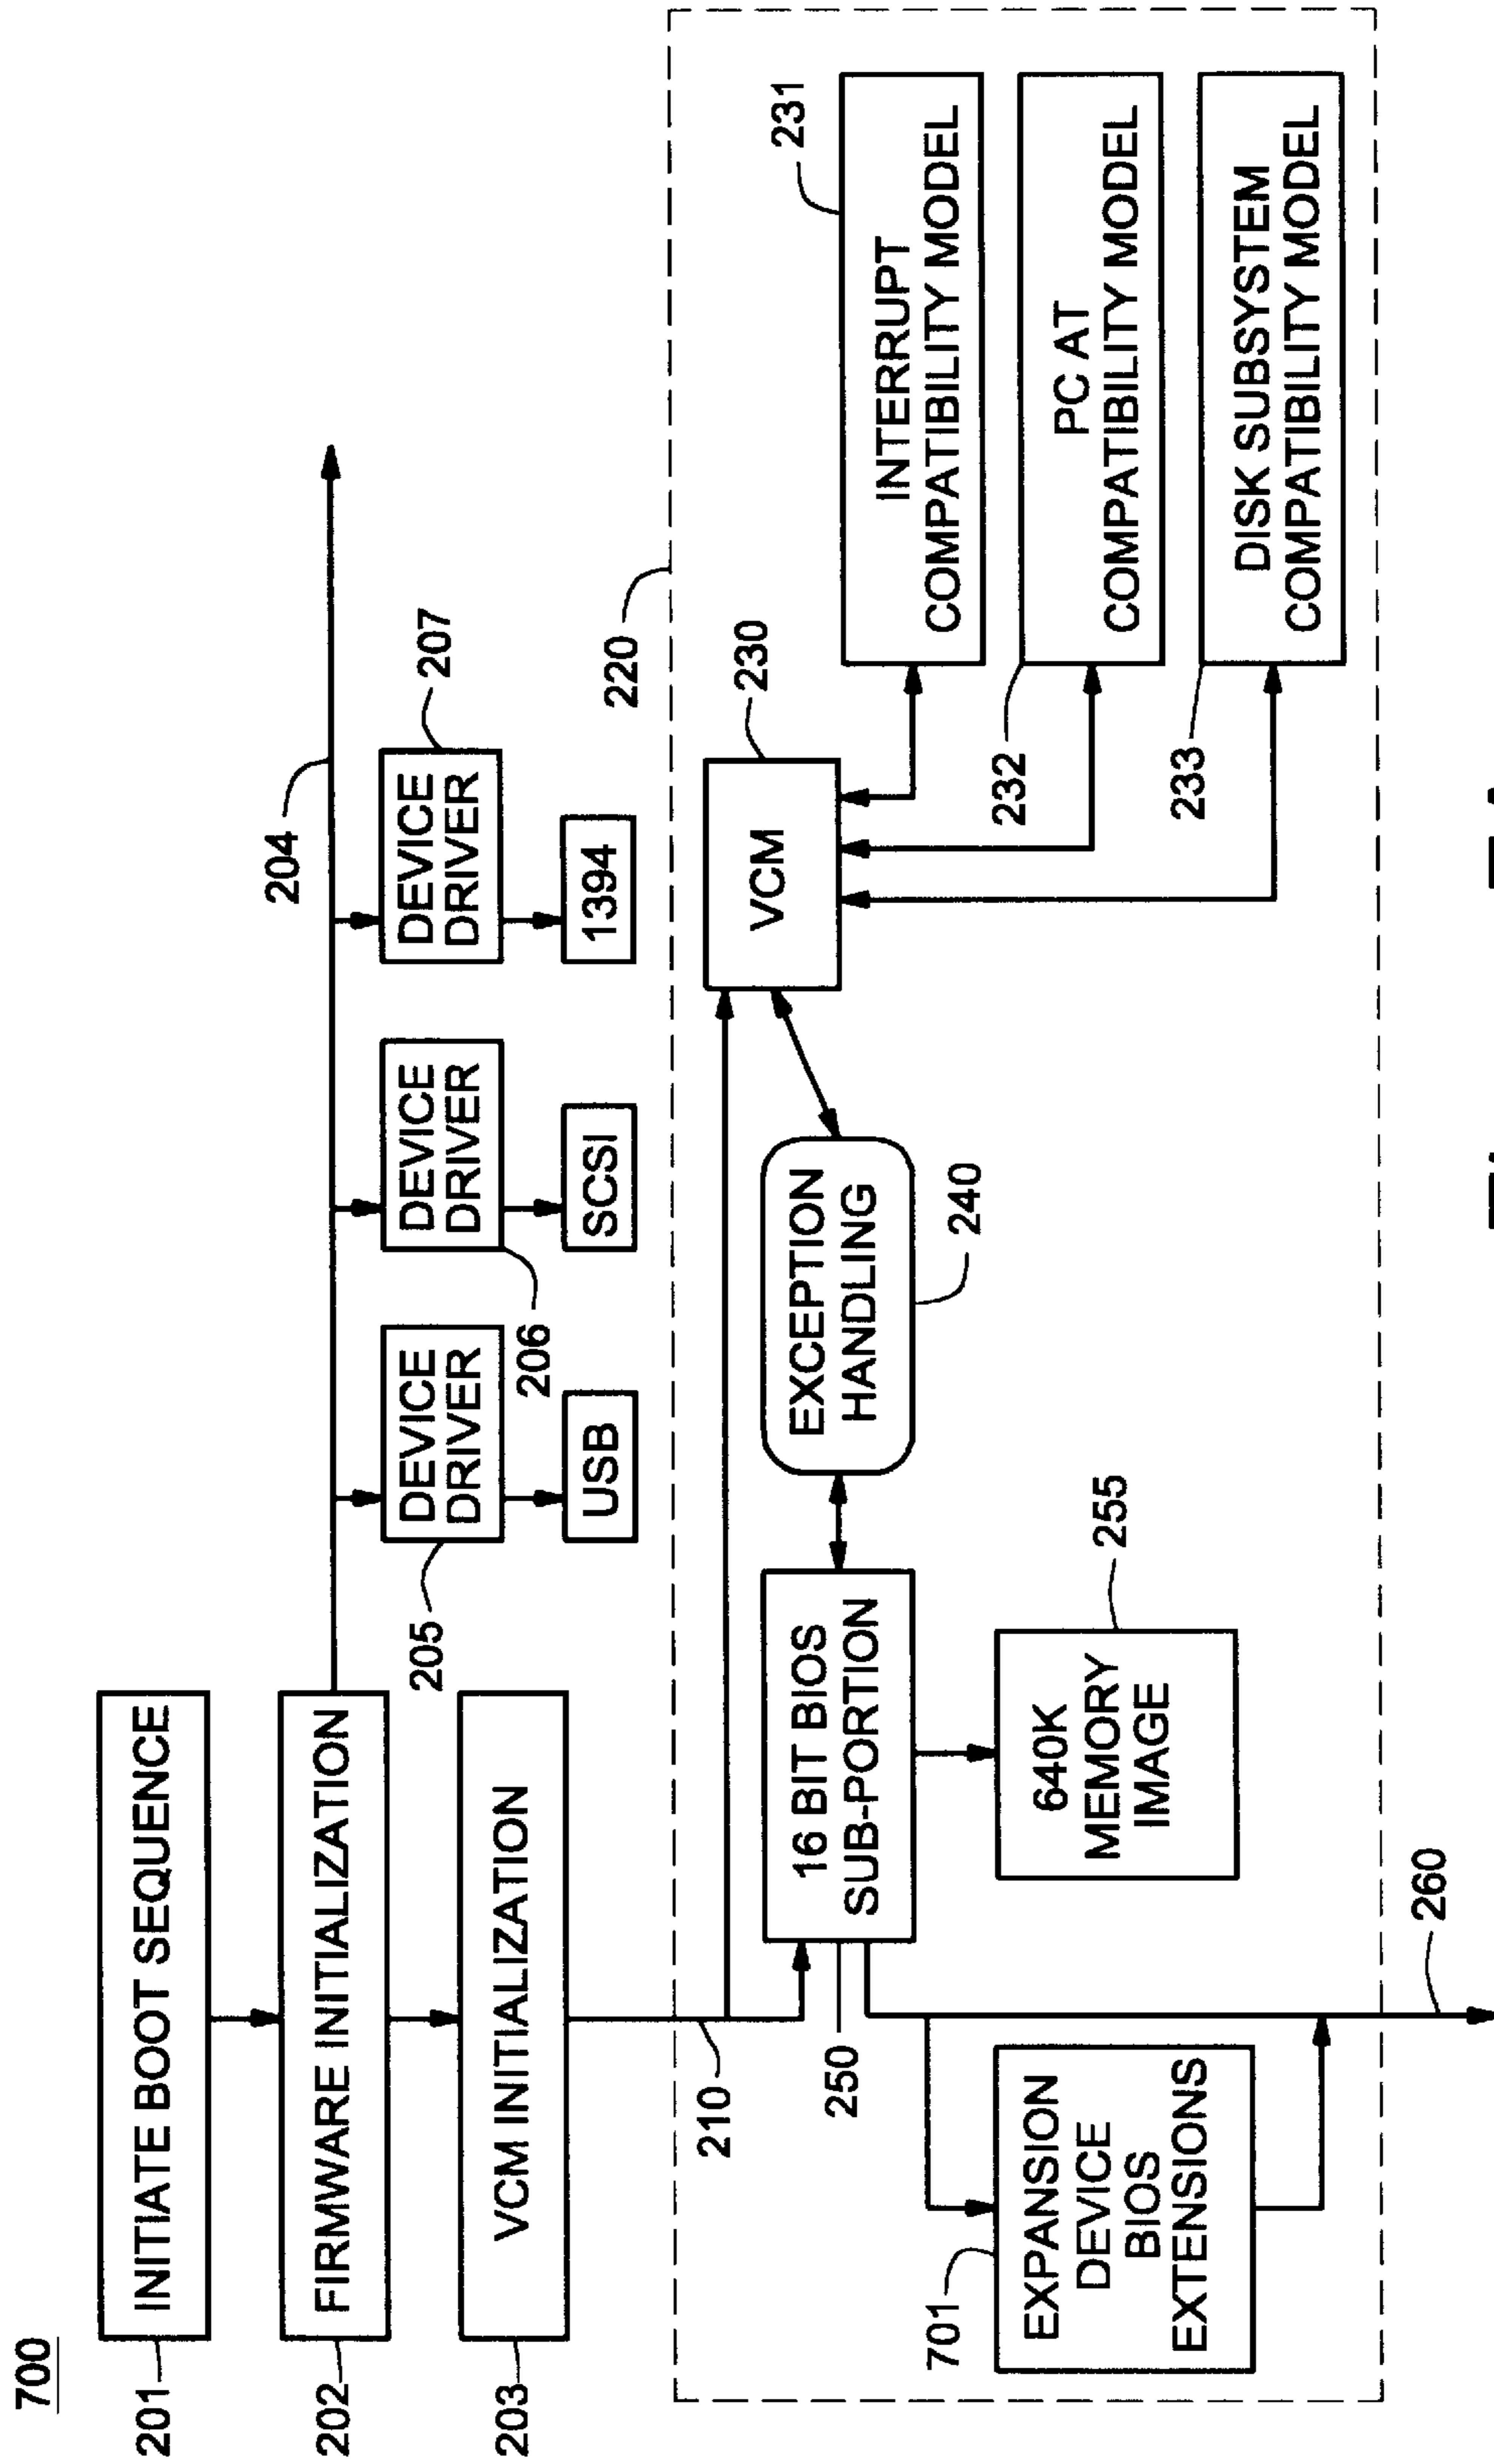 700
201
INITIATE BOOT SEQUENCE
202
FIRMWARE INITIALIZATION
203
VCM INITIALIZATION
204
205
DEVICE
DRIVER
USB
206
DEVICE
DRIVER
SCSI
207
DEVICE
DRIVER
1394
210
220
230
VCM
231
INTERRUPT
COMPATIBILITY MODEL
232
PC AT
COMPATIBILITY MODEL
233
DISK SUBSYSTEM
COMPATIBILITY MODEL
EXCEPTION
HANDLING
240
16 BIT BIOS
SUB-PORTION
250
640K
MEMORY
IMAGE
255
701
EXPANSION
DEVICE
BIOS
EXTENSIONS
260